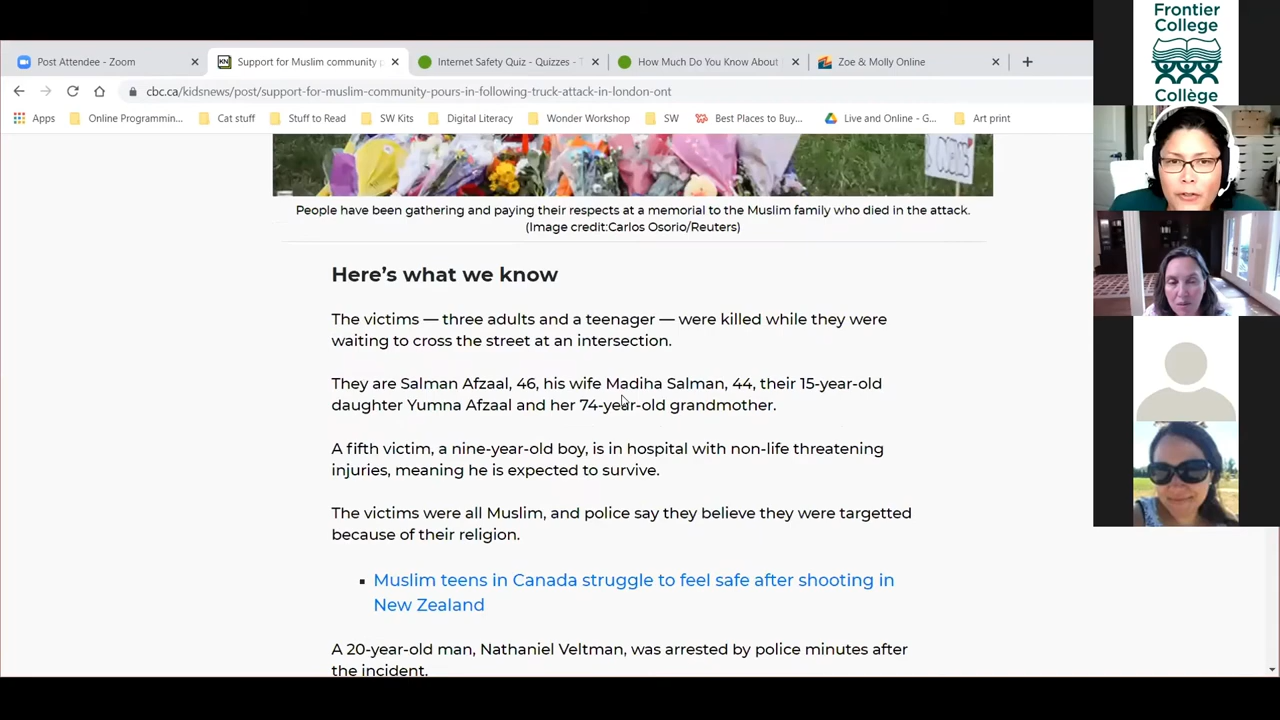 Frontier
College
Collège
Post Attendee - Zoom
Support for Muslim community p
Internet Safety Quiz - Quizzes - T
How Much Do You Know About
Zoe & Molly Online
cbc.ca/kidsnews/post/support-for-muslim-community-pours-in-following-truck-attack-in-london-ont
Apps
Online Programmin...
Cat stuff
Stuff to Read
SW Kits
Digital Literacy
Wonder Workshop
SW
Best Places to Buy...
Live and Online - G...
Art print
People have been gathering and paying their respects at a memorial to the Muslim family who died in the attack.
(Image credit:Carlos Osorio/Reuters)
Here's what we know
The victims — three adults and a teenager — were killed while they were
waiting to cross the street at an intersection.
They are Salman Afzaal, 46, his wife Madiha Salman, 44, their 15-year-old
daughter Yumna Afzaal and her 74-year-old grandmother.
A fifth victim, a nine-year-old boy, is in hospital with non-life threatening
injuries, meaning he is expected to survive.
The victims were all Muslim, and police say they believe they were targetted
because of their religion.
Muslim teens in Canada struggle to feel safe after shooting in
New Zealand
A 20-year-old man, Nathaniel Veltman, was arrested by police minutes after
the incident.